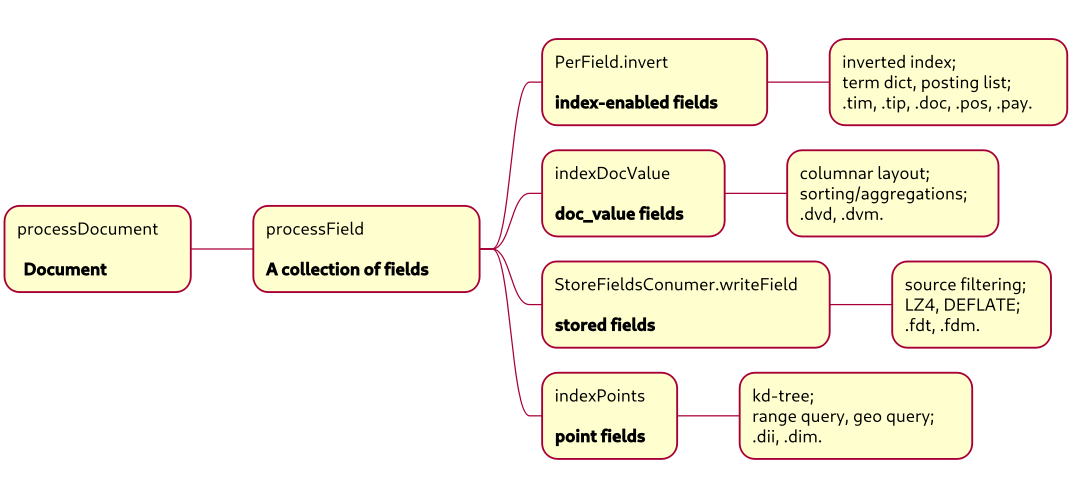 processDocument
Document
processField
A collection of fields
PerField.invert
index-enabled fields
inverted index;
term dict, posting list;
.tim, .tip, .doc, .pos, .pay.
indexDocValue
doc_value fields
columnar layout;
sorting/aggregations;
.dvd, .dvm.
StoreFieldsConumer.writeField
stored fields
source filtering;
LZ4, DEFLATE;
.fdt, .fdm.
indexPoints
point fields
kd-tree;
range query, geo query;
.dii, .dim.